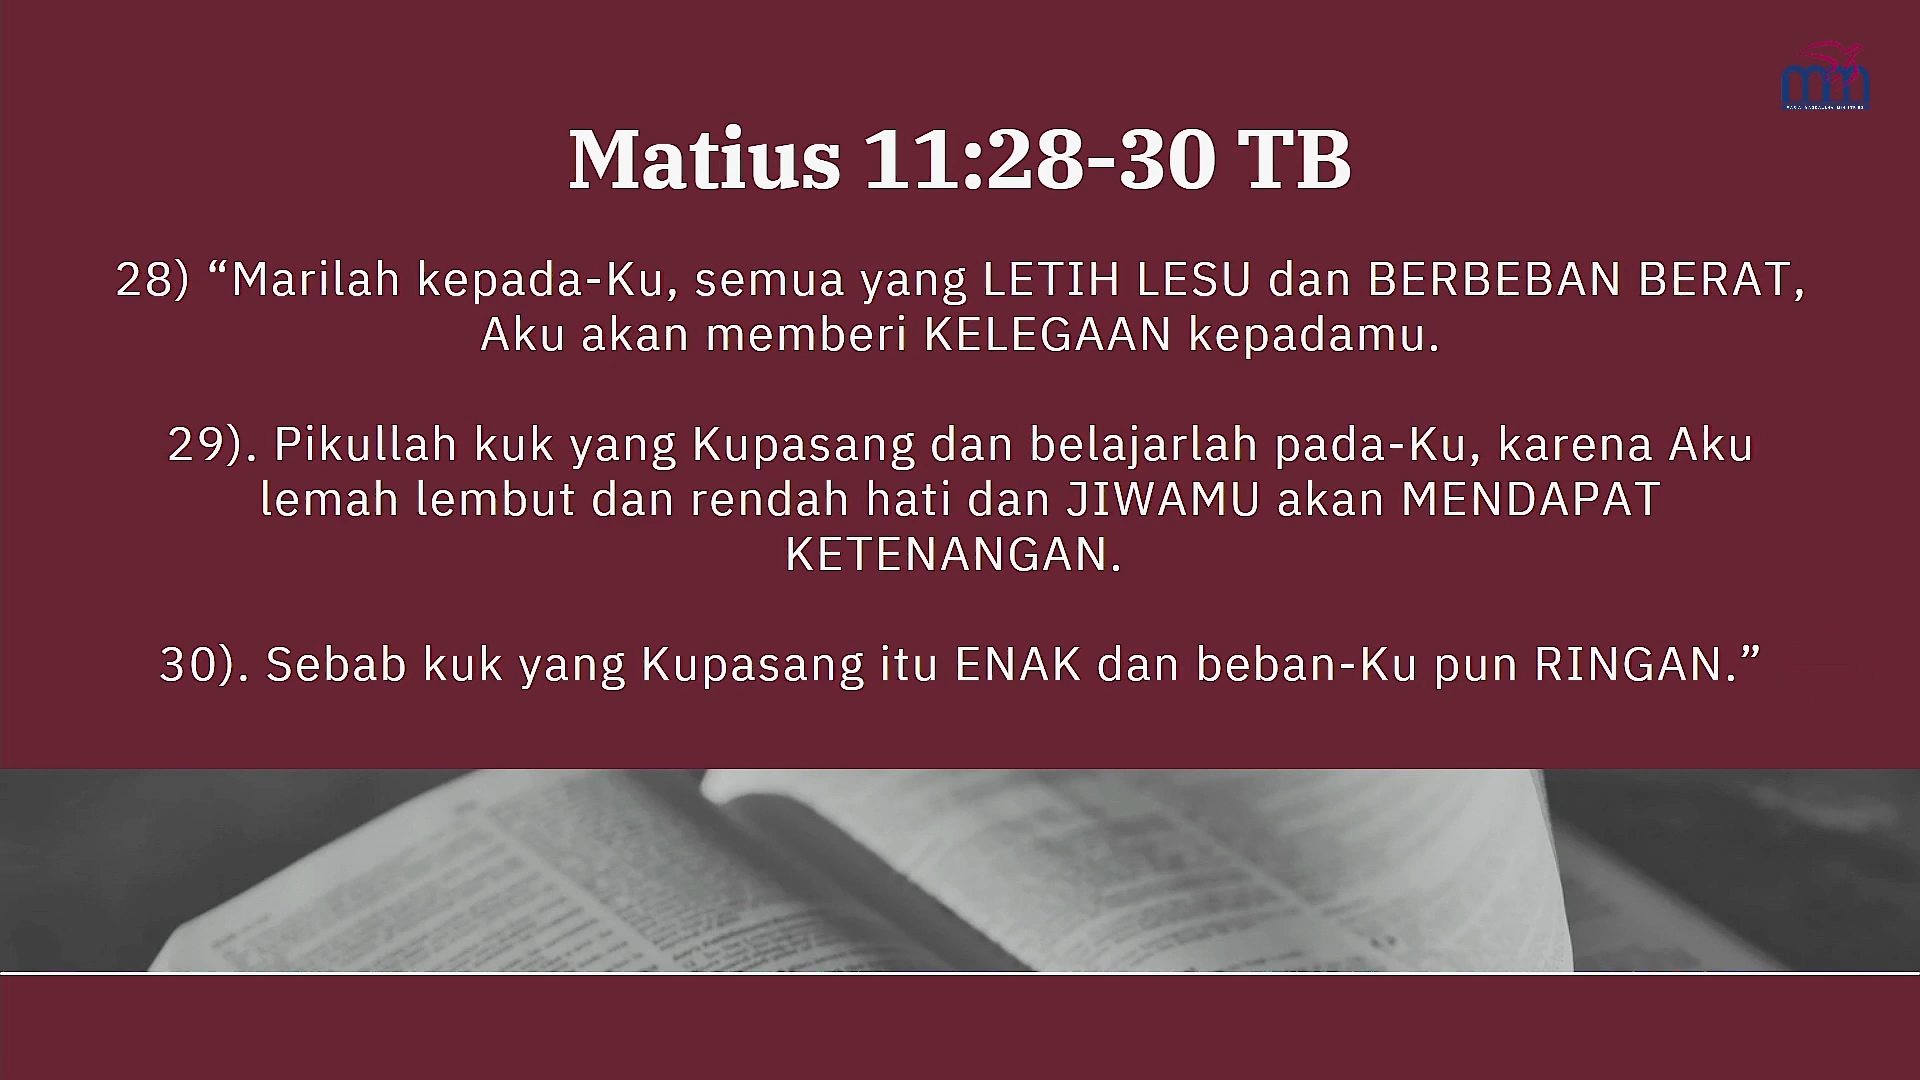 Matius 11:28-30 TB
28) “Marilah kepada-Ku, semua yang LETIH LESU dan BERBEBAN BERAT,
Aku akan memberi KELEGAAN kepadamu.
29). Pikullah kuk yang Kupasang dan belajarlah pada-Ku, karena Aku
lemah lembut dan rendah hati dan JIWAMU akan MENDAPAT
KETENANGAN.
30). Sebab kuk yang Kupasang itu ENAK dan beban-Ku pun RINGAN.”